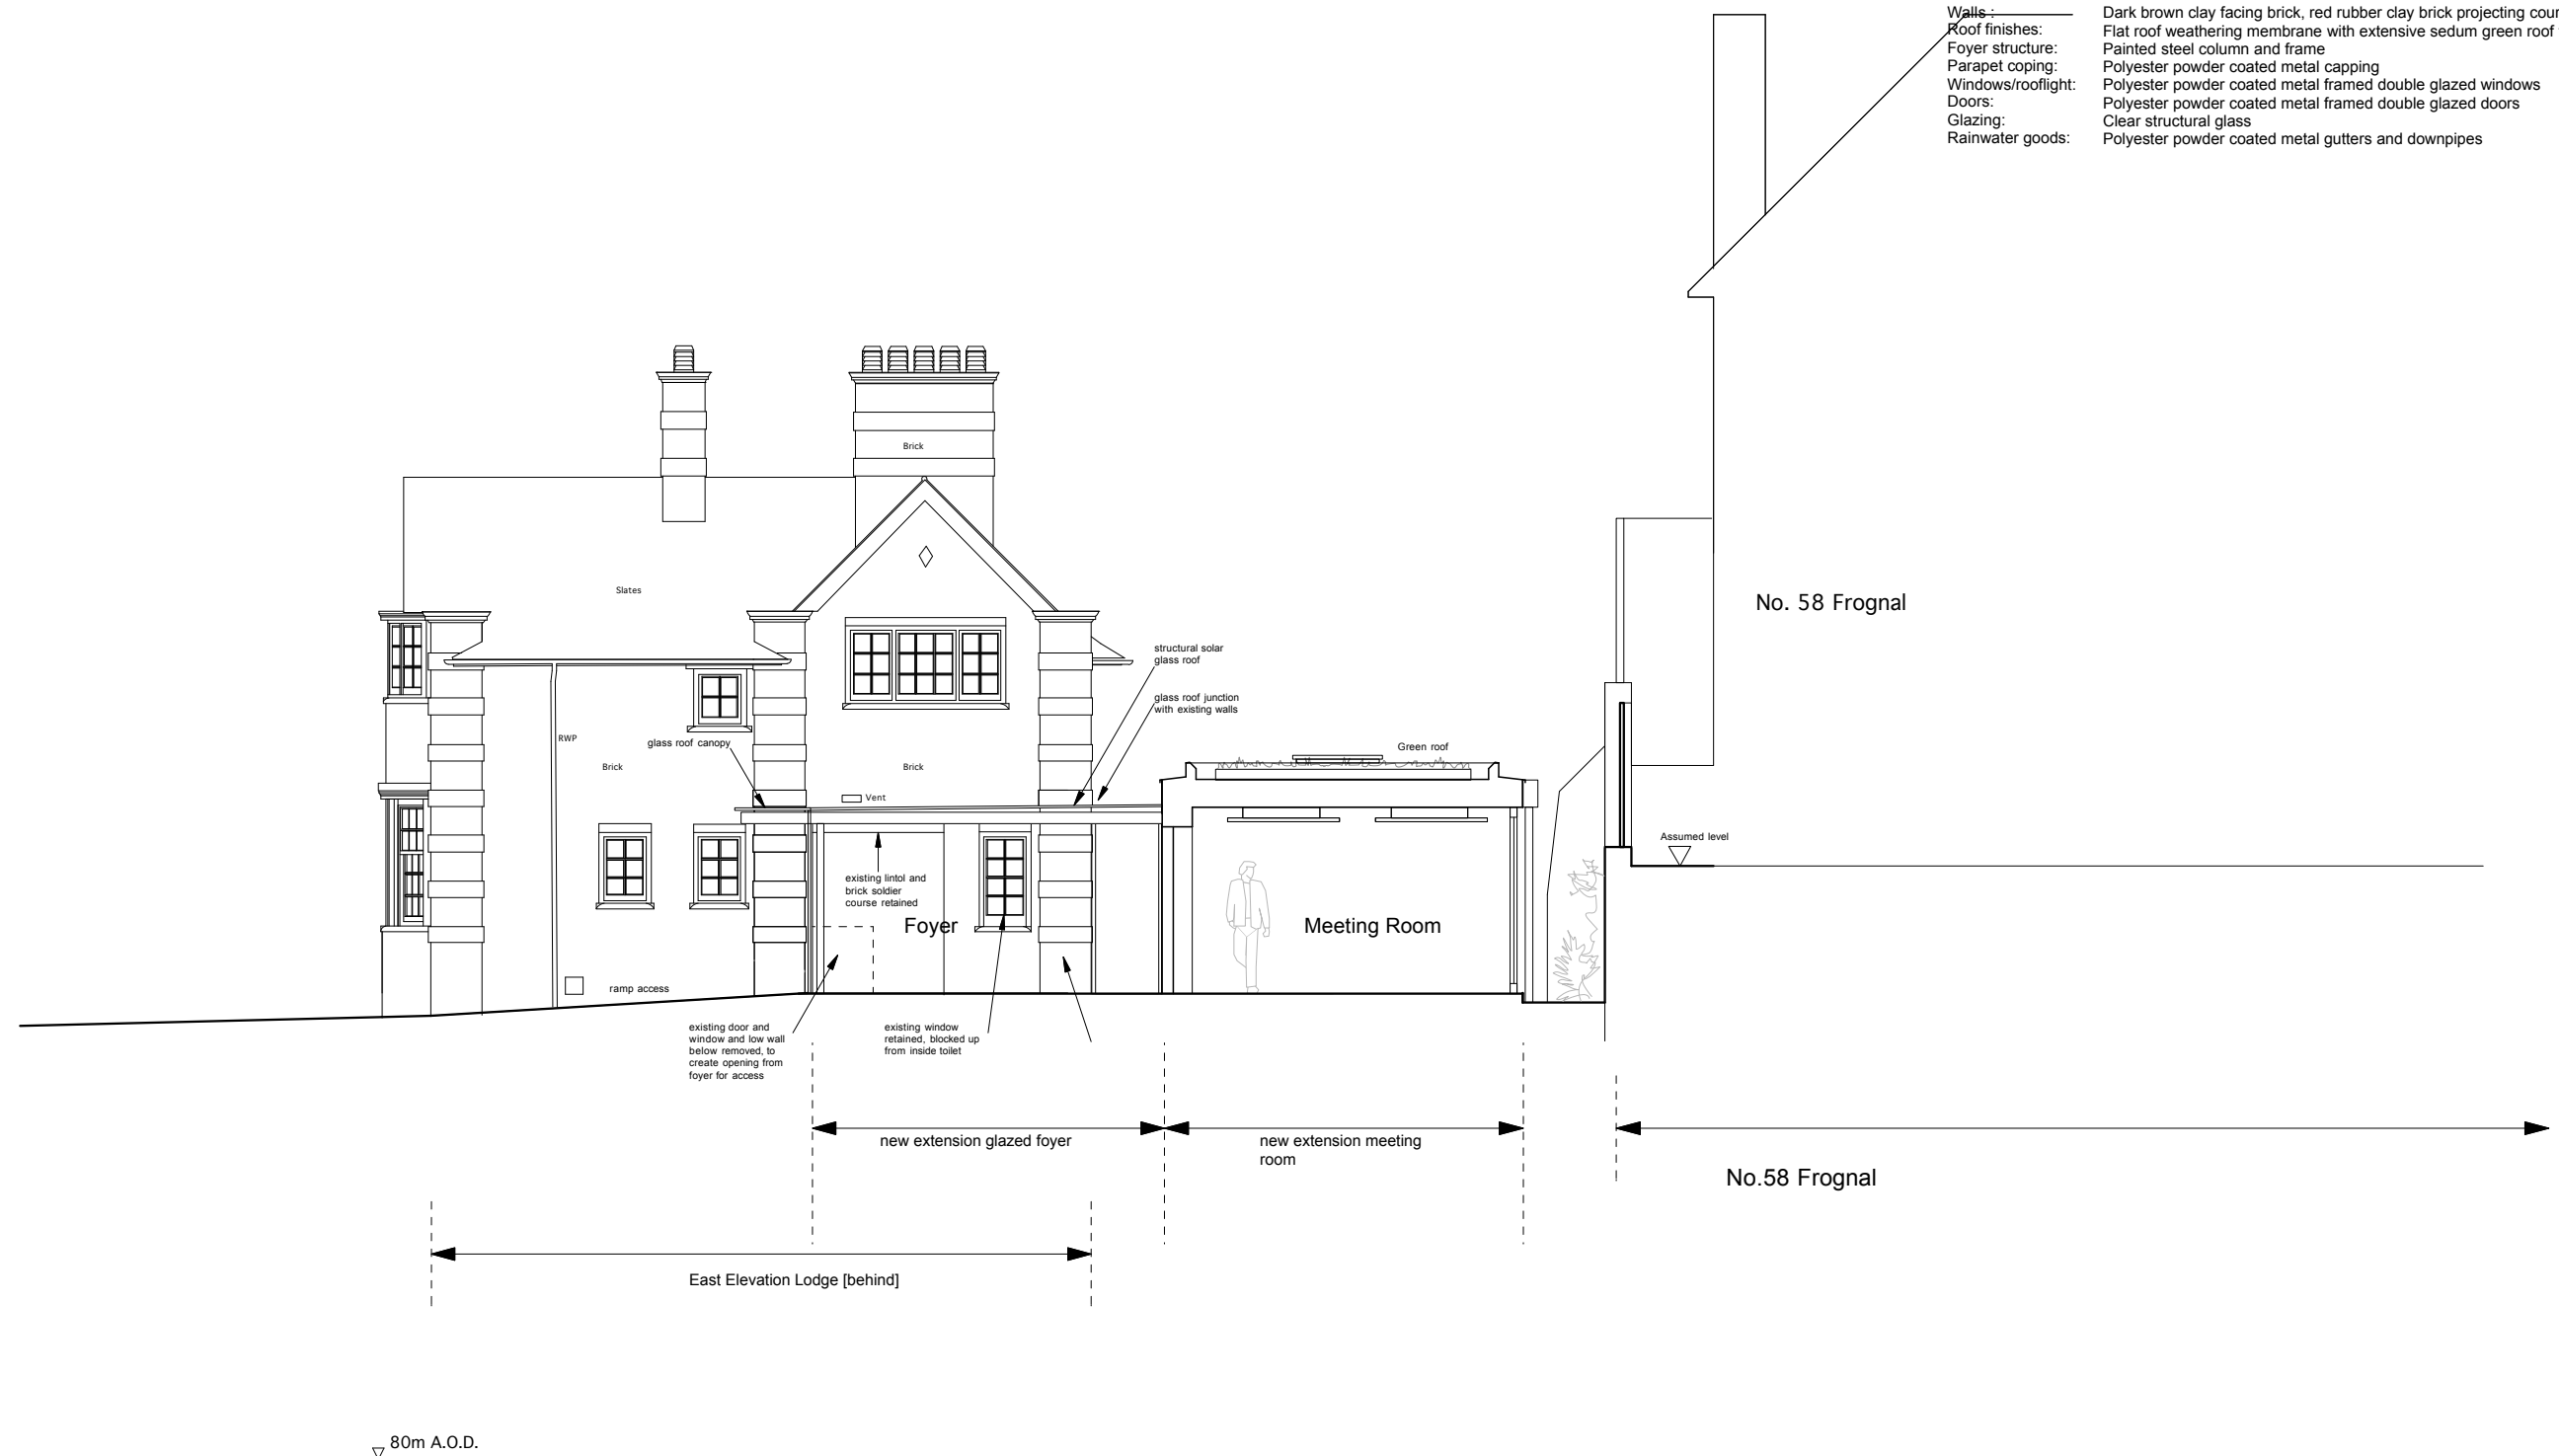 Walls : Dark brown clay facing brick, red rubber clay brick projecting
Roof finishes: Flat roof weathering membrane with extensive sedum green roof
Foyer structure: Painted steel column and frame
Parapet coping: Polyester powder coated metal capping
Windows/rooflight: Polyester powder coated metal framed double glazed windows
Doors: Polyester powder coated metal framed double glazed doors
Glazing: Clear structural glass
Rainwater goods: Polyester powder coated metal gutters and downpipes
Brick
Slates
No. 58 Frognal
structural solar
glass roof
glass roof junction
with existing walls
RWP
glass roof canopy
Brick
Brick
Green roof
Vent
Assumed level
existing lintol and
brick soldier
course retained
Foyer
Meeting Room
ramp access
existing door and
window and low wall
below removed, to
create opening from
foyer for access
existing window
retained, blocked up
from inside toilet
new extension glazed foyer
new extension meeting
room
No.58 Frognal
East Elevation Lodge [behind]
80m A.O.D.